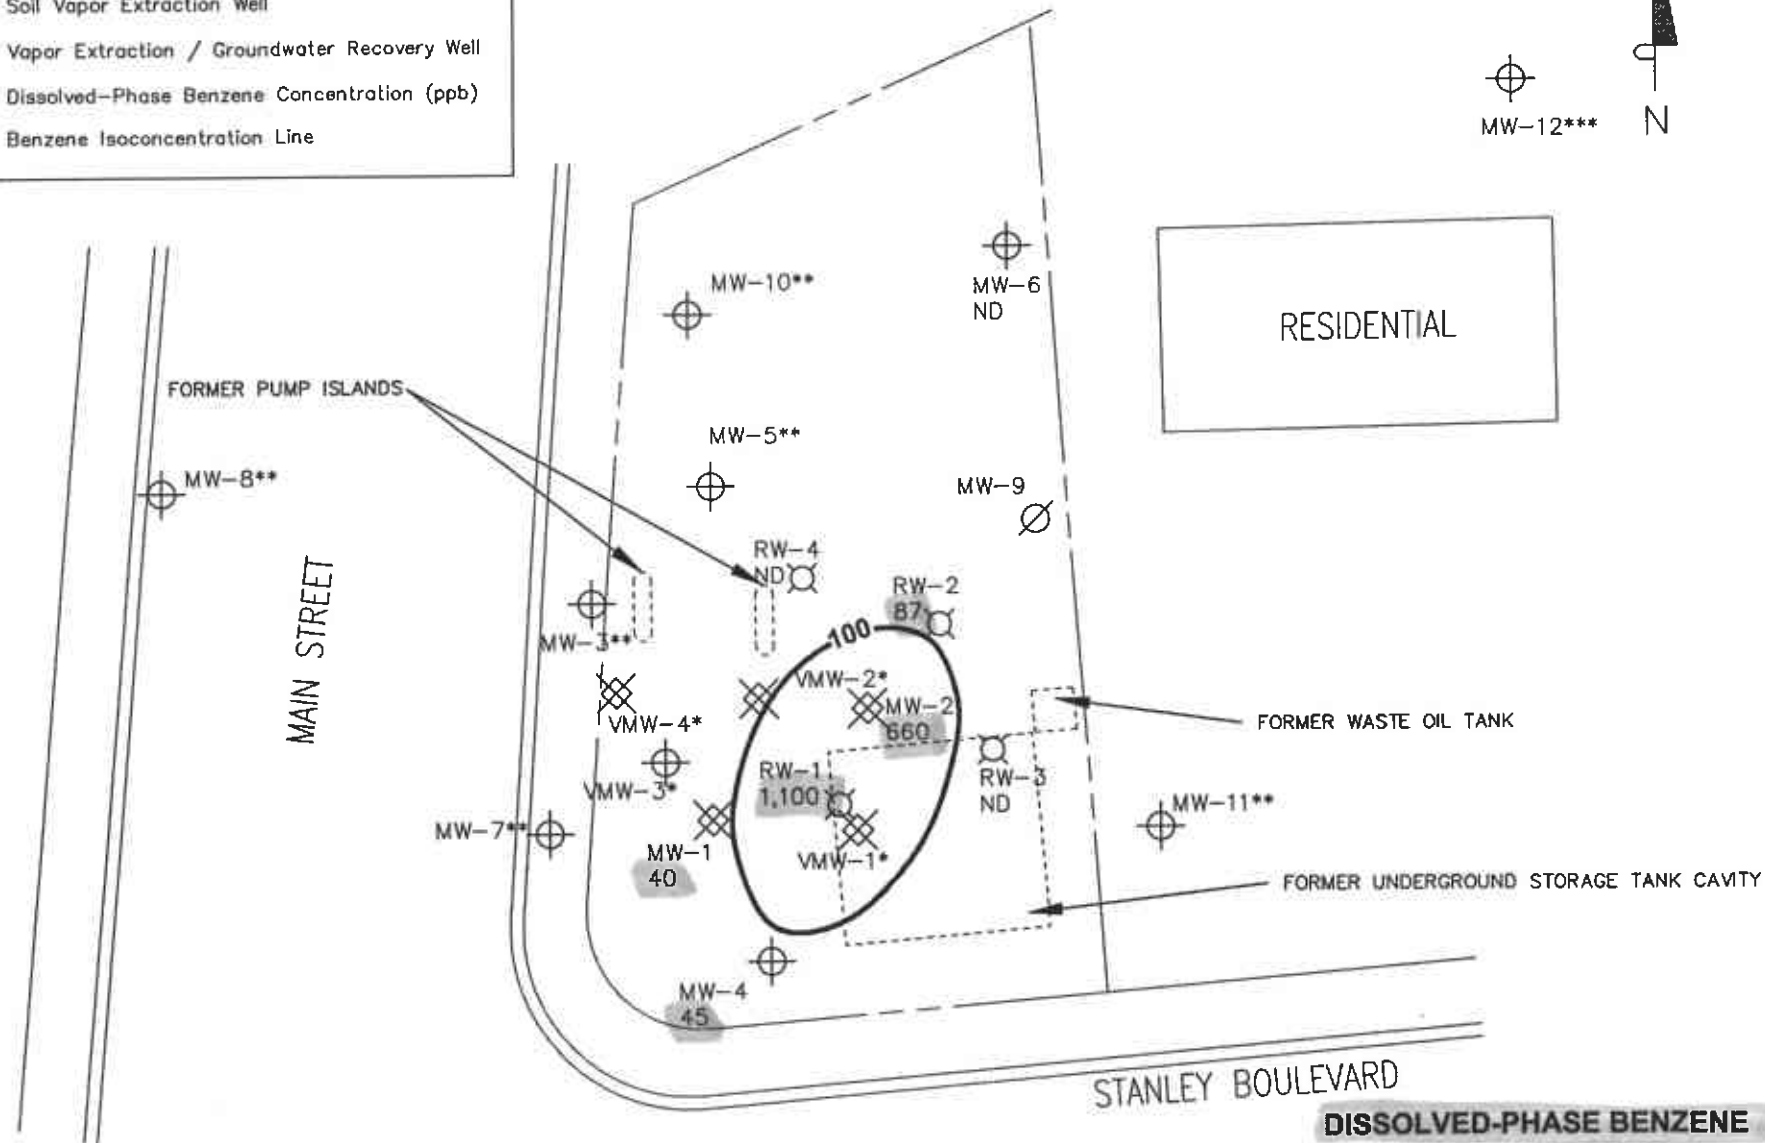 Soil Vapor Extraction Well
Vapor Extraction / Groundwater Recovery Well
Dissolved-Phase Benzene Concentration (ppb)
Benzene Isoconcentration Line
N
MW-12***
MW-10**
MW-6
ND
RESIDENTIAL
FORMER PUMP ISLANDS
MW-5**
MW-8**
MW-9
RW-4
ND
RW-2
87
MW-3**
100
MAIN STREET
VMW-2*
MW-2
660
VMW-4*
FORMER WASTE OIL TANK
RW-1
1,100
RW-3
ND
VMW-3*
MW-11**
MW-7**
MW-1
40
VMW-1*
FORMER UNDERGROUND STORAGE TANK CAVITY
MW-4
45
STANLEY BOULEVARD
DISSOLVED-PHASE BENZENE